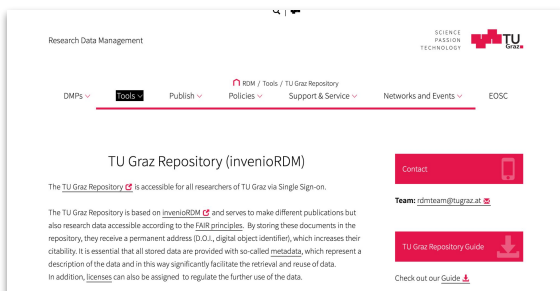 Research Data Management
SCIENCE
PASSION
TECHNOLOGY
TU
Graz
RDM / Tools / TU Graz Repository
DMPs Tools Publish Policies Support & Service Networks and Events EOSC
TU Graz Repository (invenioRDM)
The TU Graz Repository is accessible for all researchers of TU Graz via Single Sign-on.
The TU Graz Repository is based on invenioRDM and serves to make different publications but
also research data accessible according to the FAIR principles. By storing these documents in the
repository, they receive a permanent address (D.O.I., digital object identifier), which increases their
citability. It is essential that all stored data are provided with so-called metadata, which represent a
description of the data and in this way significantly facilitate the retrieval and reuse of data.
In addition, licenses can also be assigned to regulate the further use of the data.
Contact
Team: rdmteam@tugraz.at
TU Graz Repository Guide
Check out our Guide